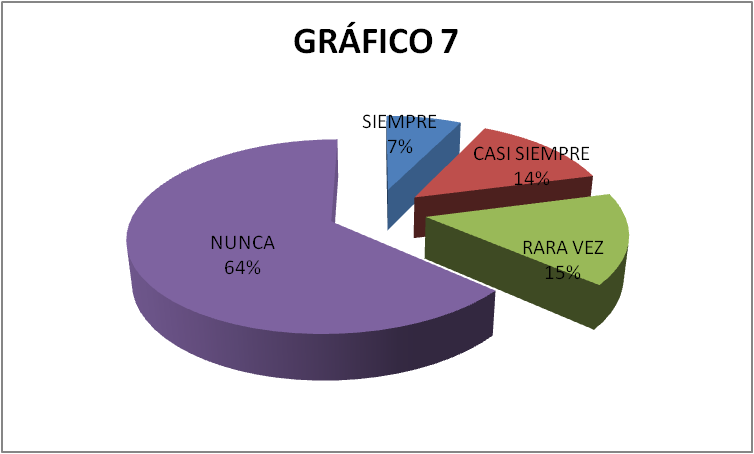 GRÁFICO 7
SIEMPRE
7%
CASI SIEMPRE
14%
RARA VEZ
15%
NUNCA
64%